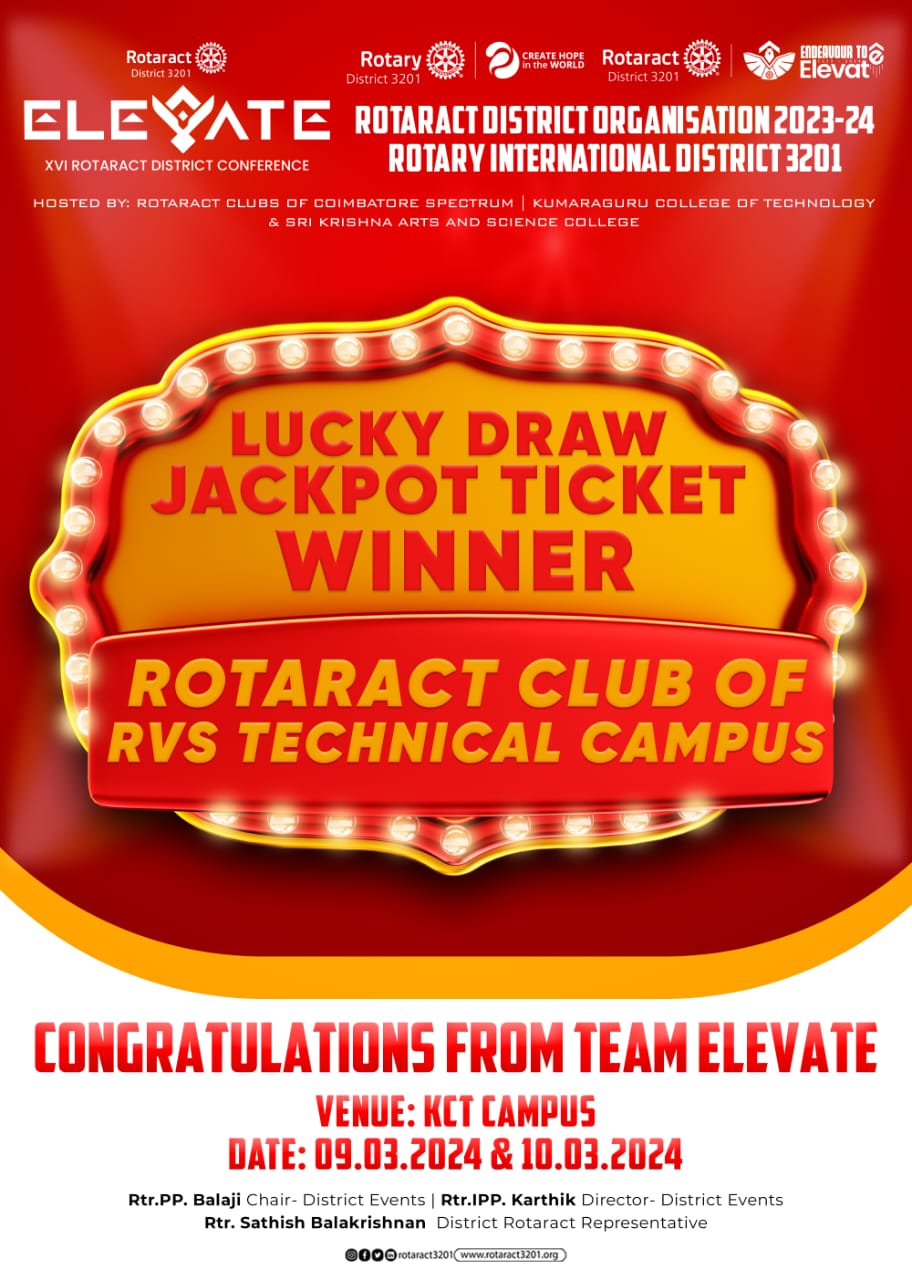 Rotaract
District 3201
ELEVATE
XVI ROTARACT DISTRICT CONFERENCE
Rotary
District 3201
CREATE HOPE
in the WORLD
Rotaract
District 3201
ENDEAVOUR TO
Elevate
ROTARACT DISTRICT ORGANISATION 2023-24
ROTARY INTERNATIONAL DISTRICT 3201
HOSTED BY: ROTARACT CLUBS OF COIMBATORE SPECTRUM | KUMARAGURU COLLEGE OF TECHNOLOGY
& SRI KRISHNA ARTS AND SCIENCE COLLEGE
LUCKY DRAW
JACKPOT TICKET
WINNER
ROTARACT CLUB OF
RVS TECHNICAL CAMPUS
CONGRATULATIONS FROM TEAM ELEVATE
VENUE: KCT CAMPUS
DATE: 09.03.2024 & 10.03.2024
Rtr.PP. Balaji Chair- District Events | Rtr.IPP. Karthik Director- District Events
Rtr. Sathish Balakrishnan District Rotaract Representative
rotaract3201 www.rotaract3201.org